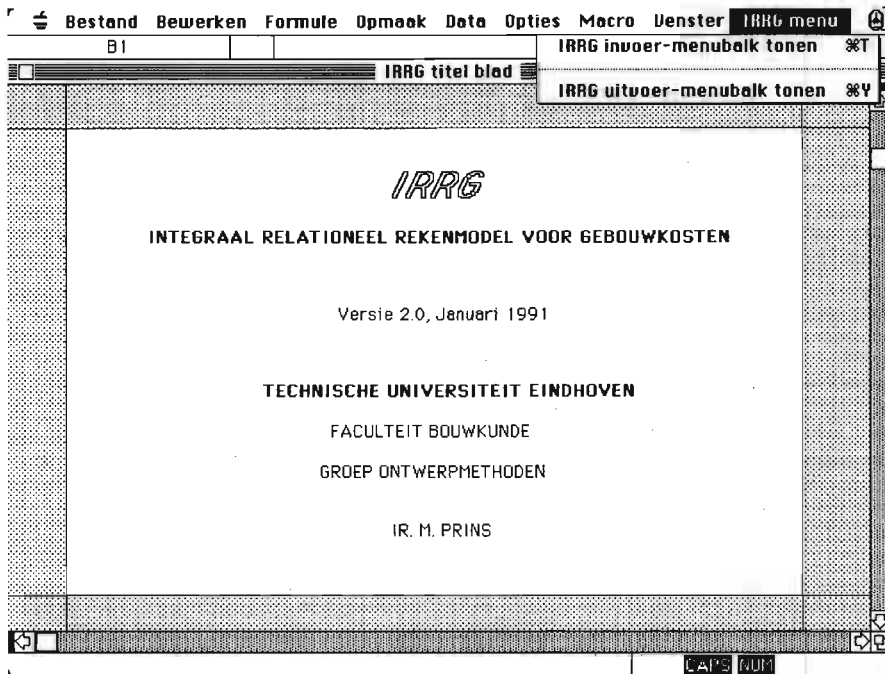 Bestand Bewerken Formule Opmaak Data Opties Macro Venster IRRG menu
B1
IRRG invoer-menubalk tonen ⌘T
IRRG titel blad
IRRG uitvoer-menubalk tonen ⌘Y
IRRG
INTEGRAAL RELATIONEEL REKENMODEL VOOR GEBOUWKOSTEN
Versie 2.0, Januari 1991
TECHNISCHE UNIVERSITEIT EINDHOVEN
FACULTEIT BOUWKUNDE
GROEP ONTWERPMETHODEN
IR. M. PRINS
CAPS NUM